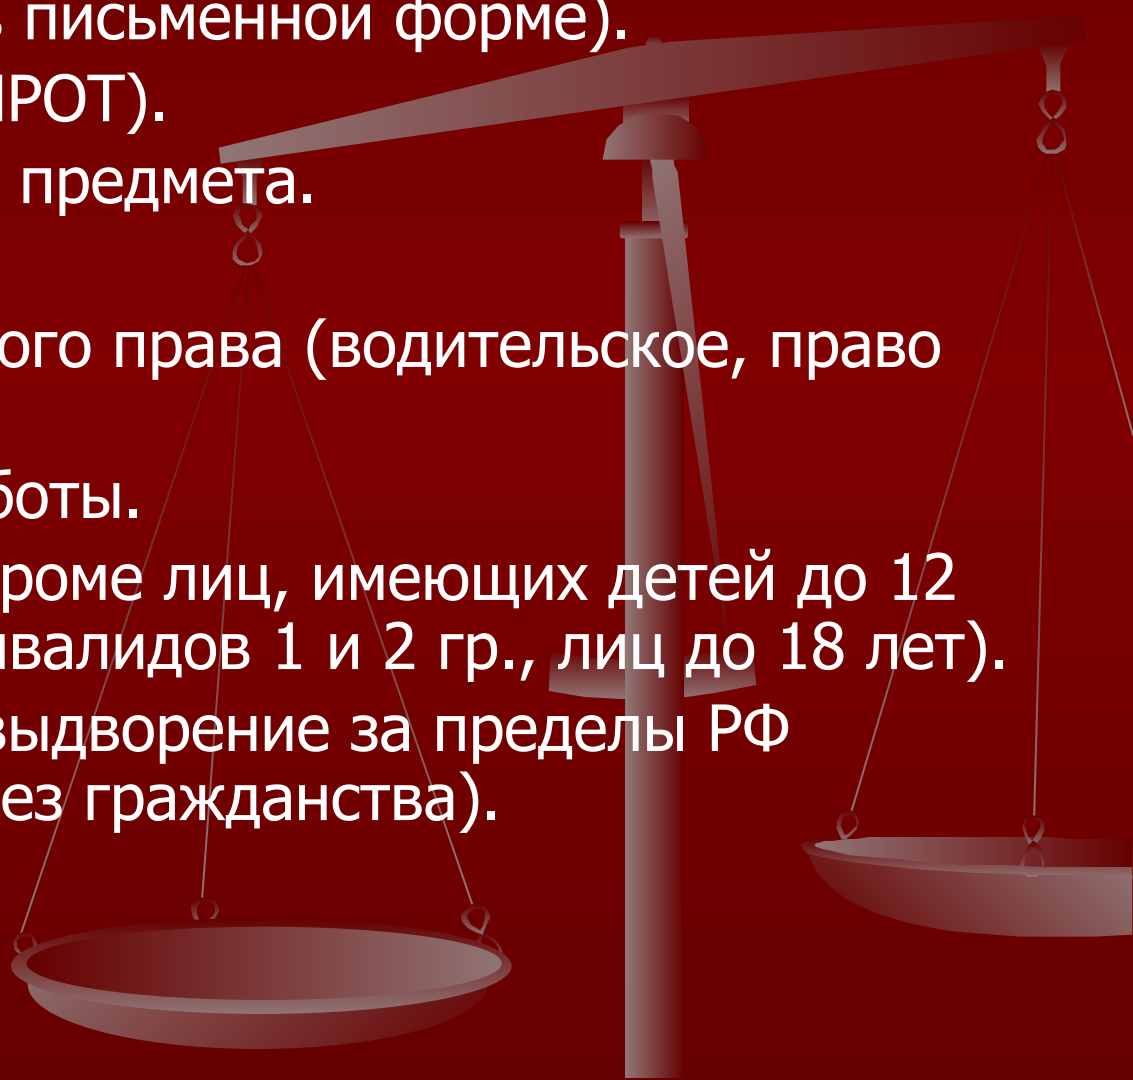 письменной форме).
РОТ).
предмета.
ого права (водительское, право
боты.
роме лиц, имеющих детей до 12
нвалидов 1 и 2 гр., лиц до 18 лет).
выдворение за пределы РФ
ез гражданства).